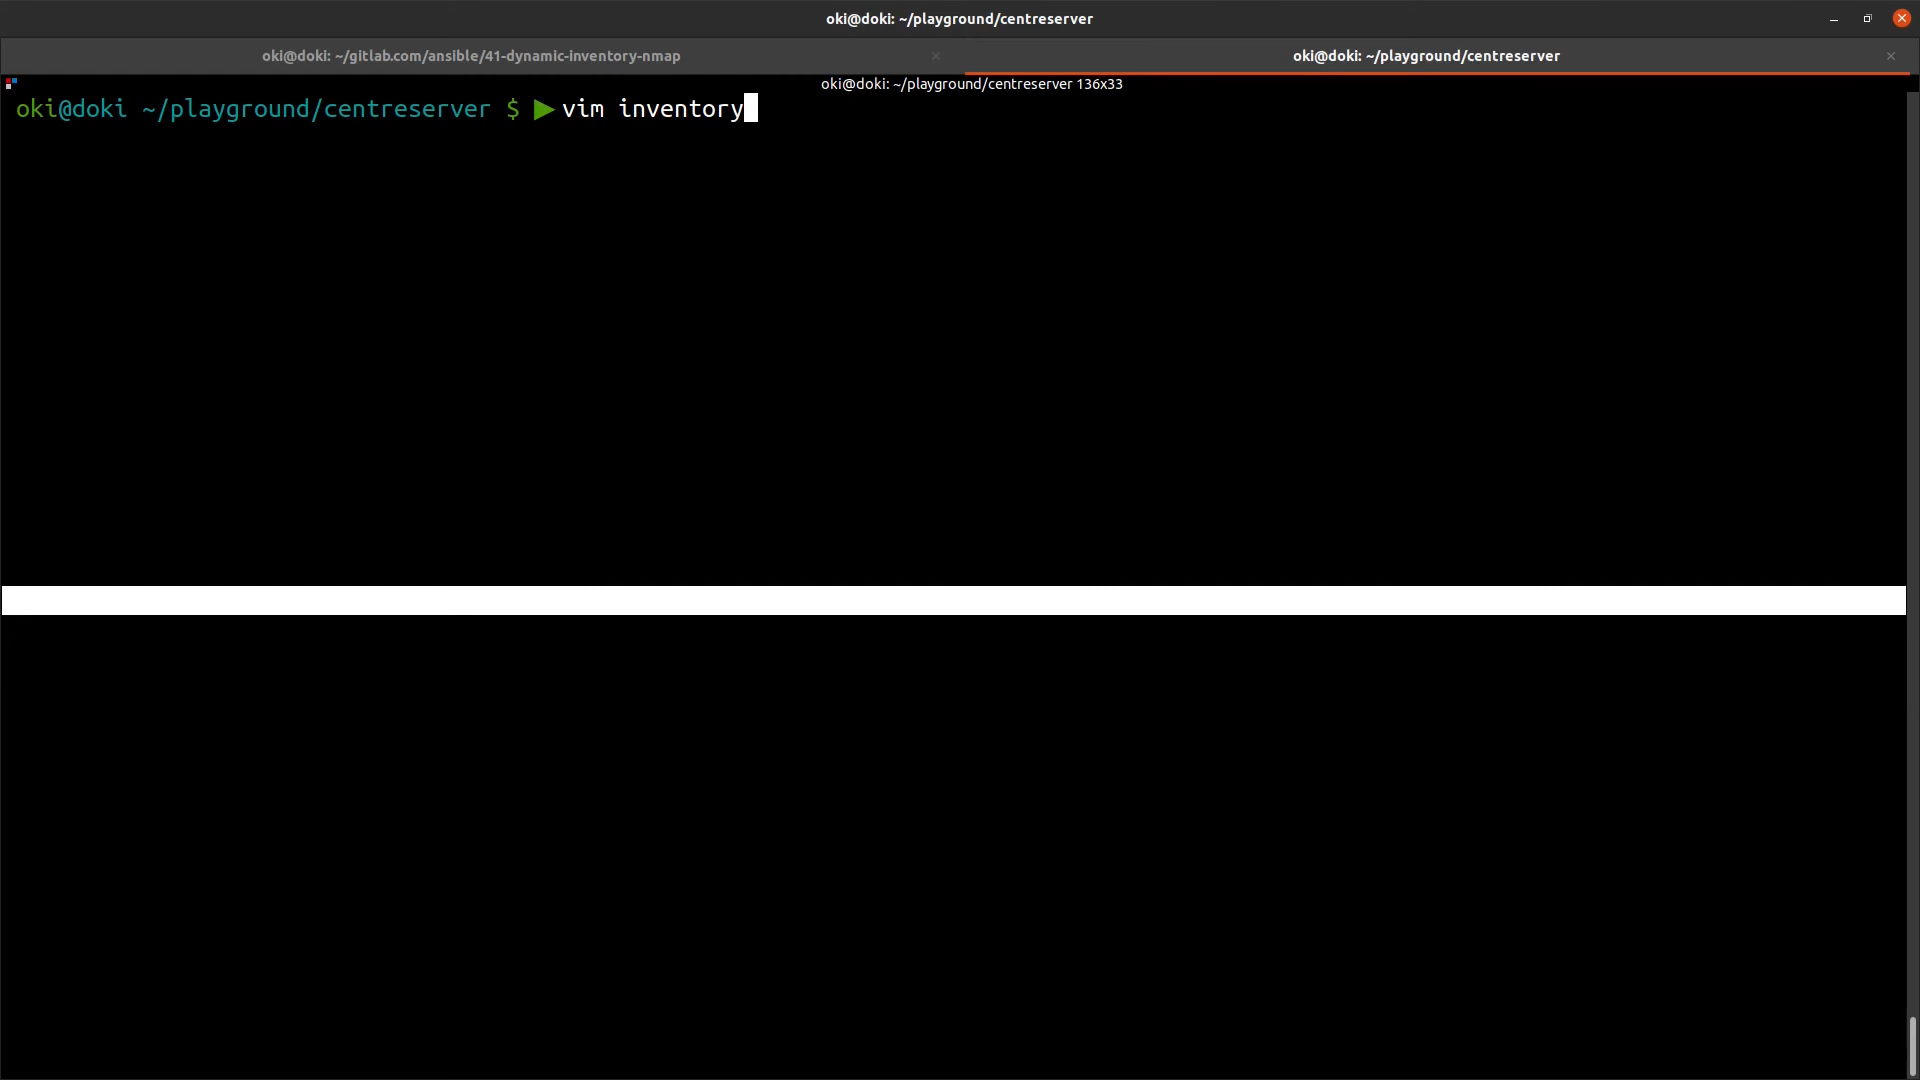 oki@doki: ~/playground/centreserver
oki@doki: ~/gitlab.com/ansible/41-dynamic-inventory-nmap
oki@doki: ~/playground/centreserver
oki@doki: ~/playground/centreserver 136x33
oki@doki ~/playground/centreserver $ ▶ vim inventory